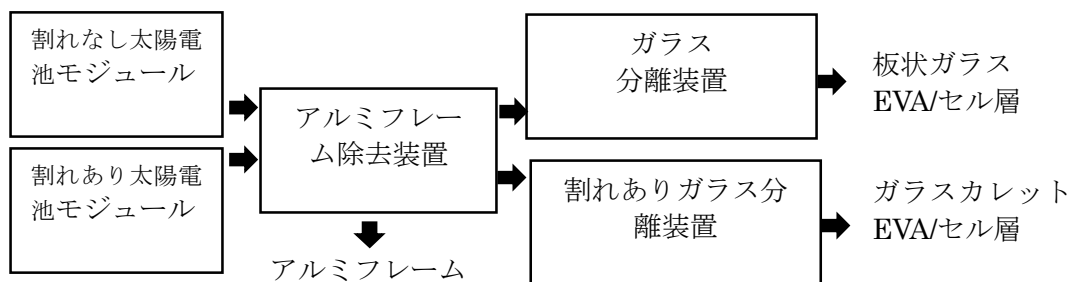 割れなし太陽電
池モジュール
割れあり太陽電
池モジュール
アルミフレー
ム除去装置
アルミフレーム
ガラス
分離装置
割れありガラス分
離装置
板状ガラス
EVA/セル層
ガラスカレット
EVA/セル層